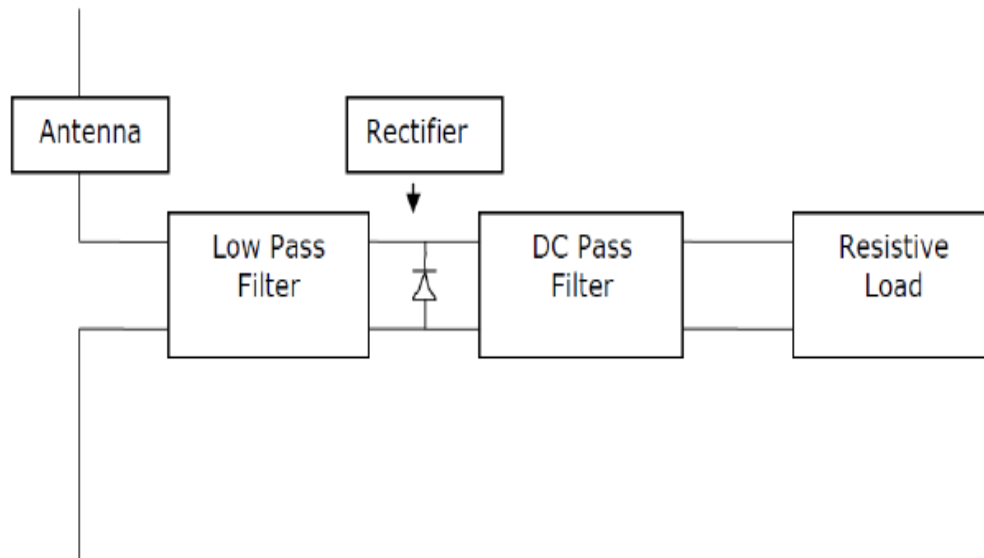 Antenna
Rectifier
Low Pass
Filter
DC Pass
Filter
Resistive
Load